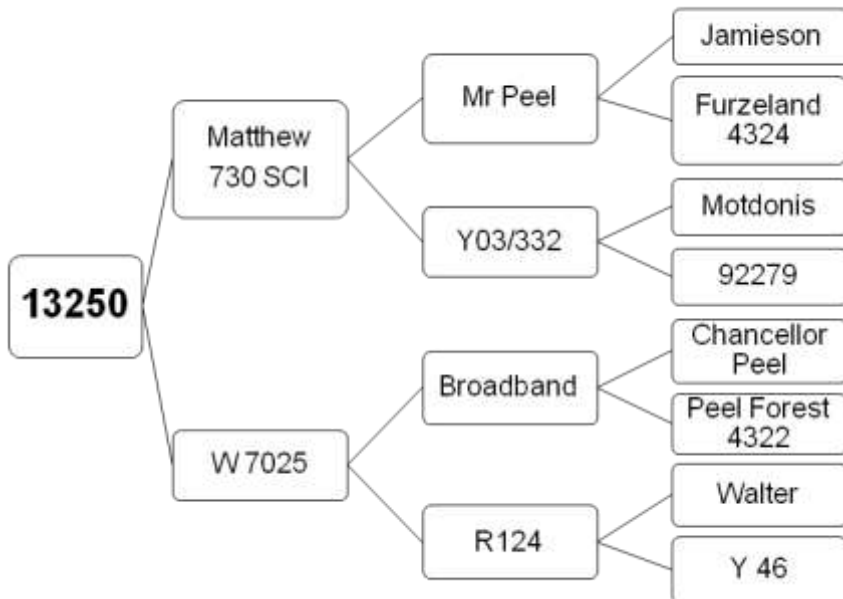 Jamieson
Mr Peel
Furzeland
4324
Matthew
730 SCI
Motdonis
Y03/332
92279
13250
Chancellor
Peel
Broadband
Peel Forest
4322
W 7025
Walter
R124
Y 46